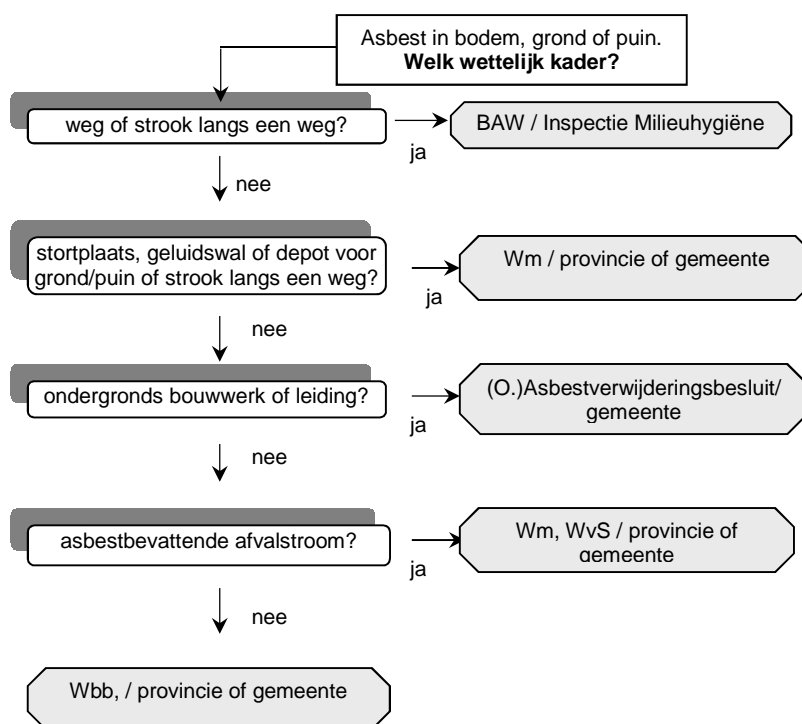 Asbest in bodem, grond of puin.
Welk wettelijk kader?
weg of strook langs een weg?
ja
BAW / Inspectie Milieuhygiëne
nee
stortplaats, geluidswal of depot voor
grond/puin of strook langs een weg?
ja
Wm / provincie of gemeente
nee
ondergronds bouwwerk of leiding?
ja
(O.)Asbestverwijderingsbesluit/
gemeente
nee
asbestbevattende afvalstroom?
ja
Wm, WvS / provincie of
gemeente
nee
Wbb, / provincie of gemeente